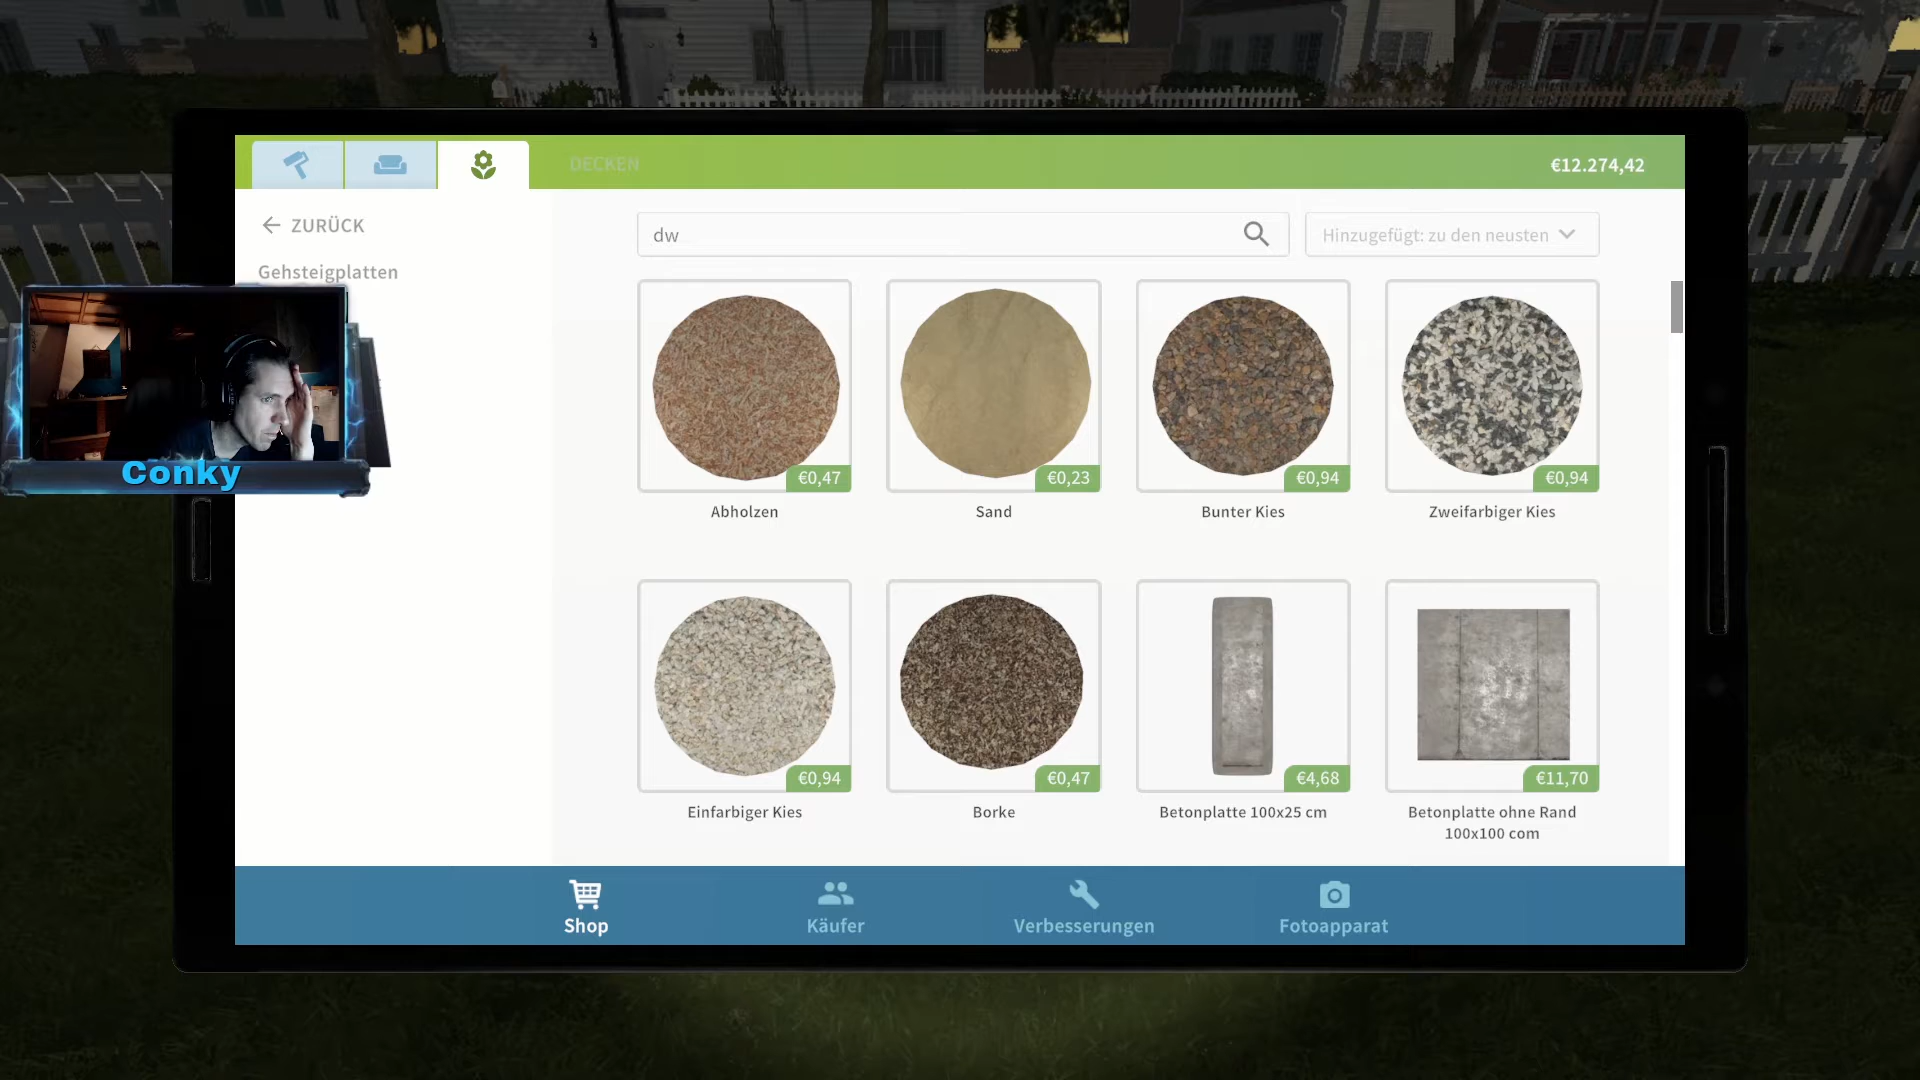 DECKEN
€12.274,42
ZURÜCK
Gehsteigplatten
dw
Hinzugefügt: zu den neusten
€0,47
€0,23
€0,94
€0,94
Abholzen
Sand
Bunter Kies
Zweifarbiger Kies
Conky
€0,94
€0,47
€4,68
€11,70
Einfarbiger Kies
Borke
Betonplatte 100x25 cm
Betonplatte ohne Rand
100x100 com
Shop
Käufer
Verbesserungen
Fotoapparat